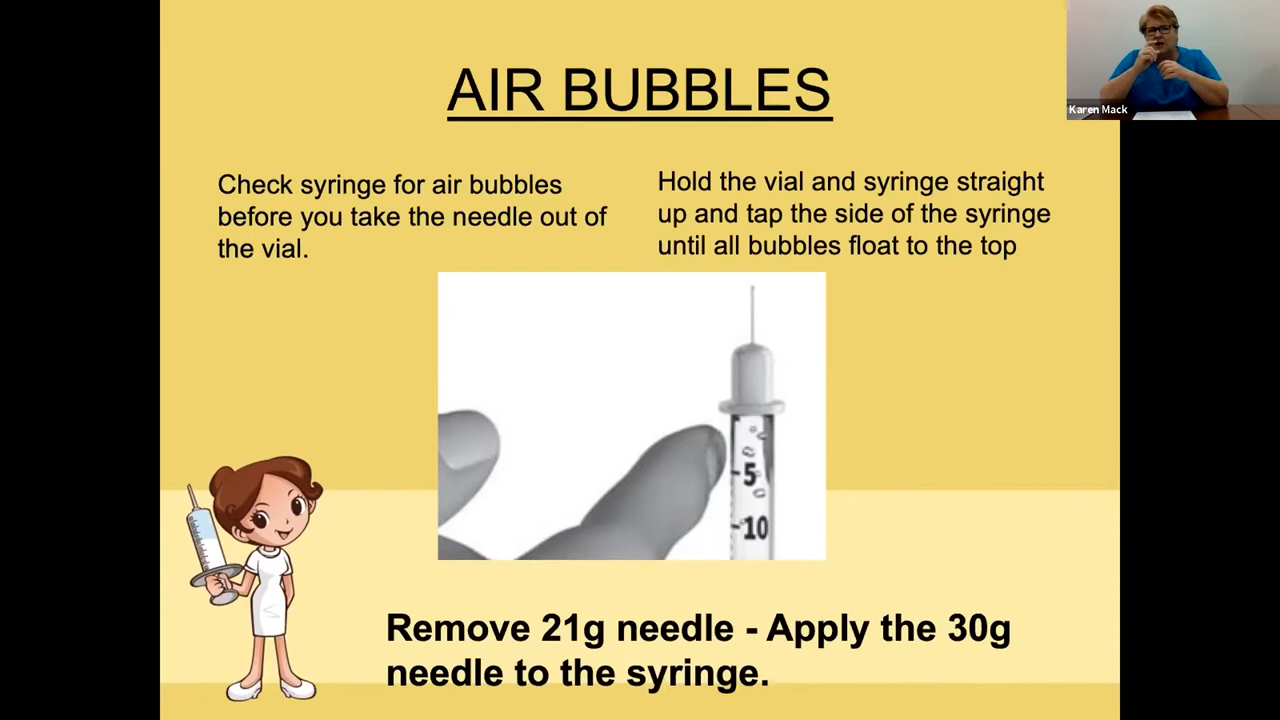 AIR BUBBLES
Karen Mack
Check syringe for air bubbles
before you take the needle out of
the vial.
Hold the vial and syringe straight
up and tap the side of the syringe
until all bubbles float to the top
5
10
Remove 21g needle - Apply the 30g
needle to the syringe.